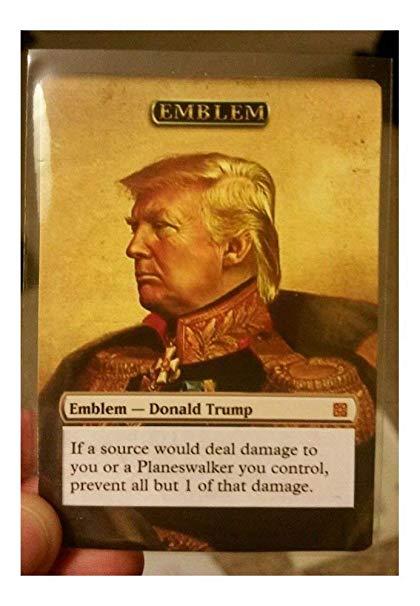 EMBLEM
Emblem — Donald Trump
If a source would deal damage to
you or a Planeswalker you control,
prevent all but 1 of that damage.